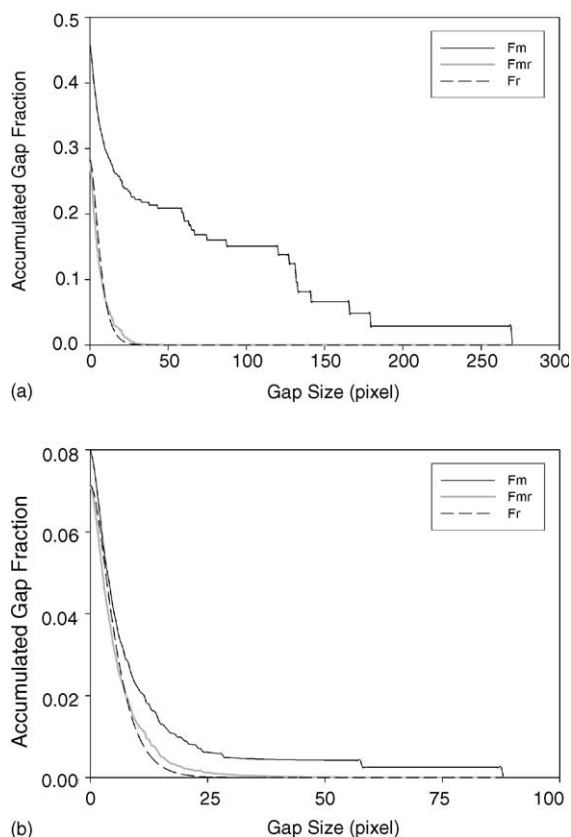 0.5
0.4
0.3
0.2
0.1
0.0
Accumulated Gap Fraction
Fm
Fmr
Fr
0 50 100 150 200 250 300
(a) Gap Size (pixel)
0.08
0.06
0.04
0.02
0.00
Accumulated Gap Fraction
Fm
Fmr
Fr
0 25 50 75 100
(b) Gap Size (pixel)